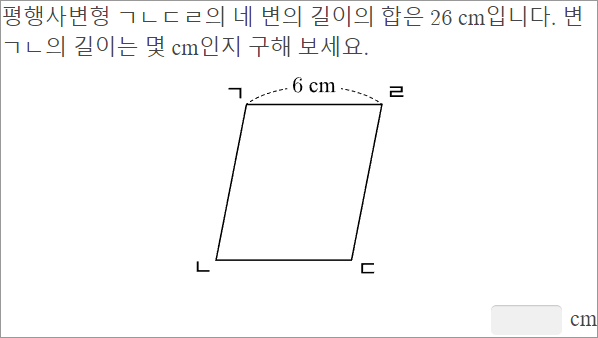 평행사변형 ㄱㄴㄷㄹ의 네 변의 길이의 합은 26 cm입니다. 변
ㄱㄴ의 길이는 몇 cm인지 구해 보세요.
6 cm
ㄱ
ㄹ
ㄴ
ㄷ
cm